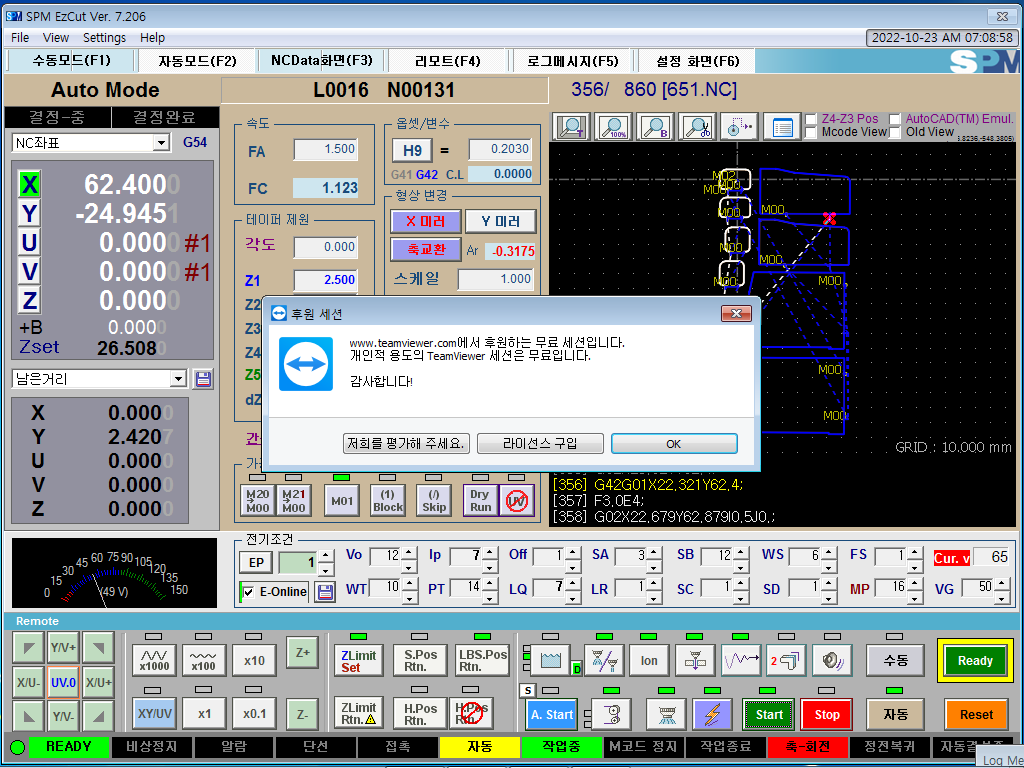 SPM EzCut Ver. 7.206
File View Settings Help
2022-10-23 AM 07:08:58
수동모드(F1) 자동모드(F2) NCData화면(F3) 리모트(F4) 로그메시지(F5) 설정 화면(F6)
SPM
Auto Mode L0016 N00131 356/ 860 [651.NC]
결정-중 결정완료
NC좌표 G54
X 62.4000
Y -24.9451
U 0.0000 #1
V 0.0000 #1
Z 0.0000
+B 0.0000
Zset 26.5080
남은거리
X 0.0000
Y 2.4207
U 0.0000
V 0.0000
Z 0.0000
속도
FA 1.500
FC 1.123
테이퍼 제원
각도 0.000
Z1 2.500
Z2
Z3
Z4
Z5
dZ
옵셋/변수
H9 = 0.2030
G41 G42 C.L 0.0000
형상 변경
X 미러 Y 미러
축교환 Ar -0.3175
스케일 1.000
T 100% B
Z4-Z3 Pos AutoCAD(TM) Emul.
Mcode View Old View
M02
M00
M00
M00
M00
M00
M00
M00
M00
M00
M00
M00
GRID : 10.000 mm
후원 세션
www.teamviewer.com에서 후원하는 무료 세션입니다.
개인적 용도의 TeamViewer 세션은 무료입니다.
감사합니다!
저희를 평가해 주세요. 라이선스 구입 OK
[356] G42G01X22,321Y62,4;
[357] F3,0E4;
[358] G02X22,679Y62,879I0,5J0,;
M20 M00 M21 M00 M01 (1) Block (/) Skip Dry Run UV
0 15 30 45 60 75 90 105 120 135 150
(49 V)
전기조건
EP 1 Vo 12 Ip 7 Off 1 SA 3 SB 12 WS 6 FS 1 Cur. v 65
E-Online WT 10 PT 14 LQ 7 LR 1 SC 1 SD 1 MP 16 VG 50
Remote
Y/V+ x1000 x100 x10 Z+ ZLimit Set S.Pos Rtn. LBS.Pos Rtn. D Ion 2 수동 Ready
X/U- UV.0 X/U+
Y/V- XY/UV x1 x0.1 Z- ZLimit Rtn. H.Pos Rtn. H.Pos Rtn. S A. Start Start Stop 자동 Reset
READY 비상정지 알람 단선 접촉 자동 작업중 M코드 정지 작업종료 축-회전 정전복귀
Log Me